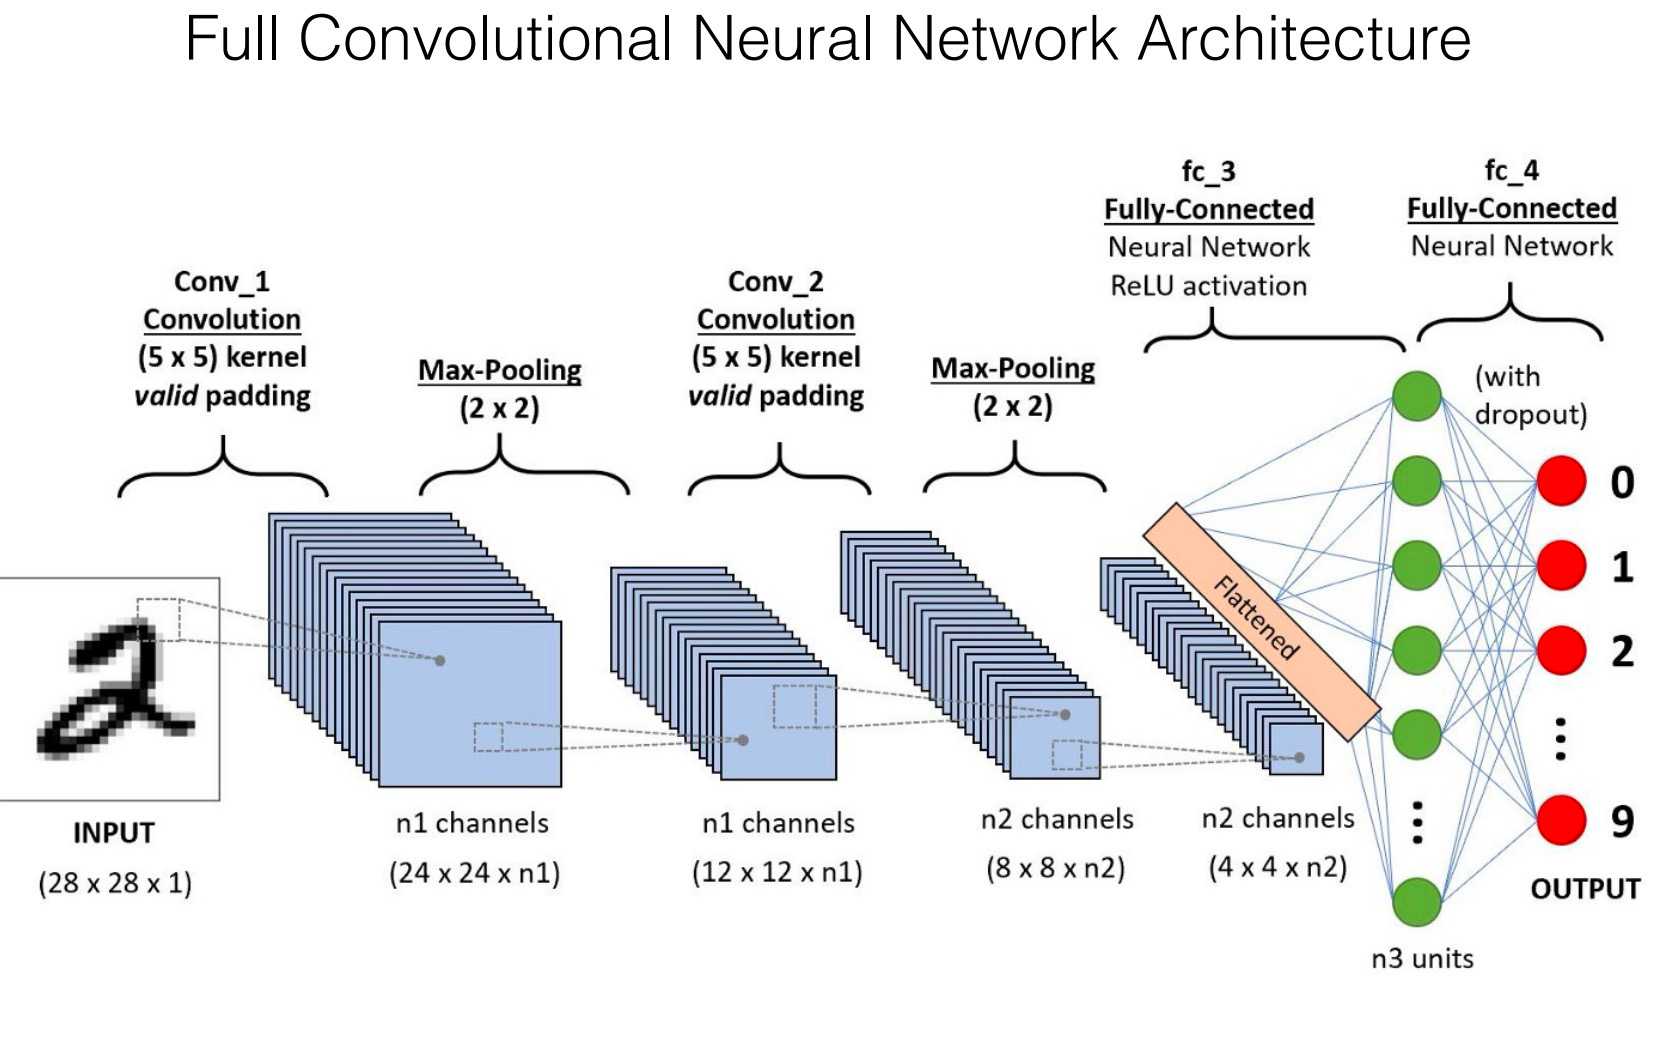 Full Convolutional Neural Network Architecture
Conv_1
Convolution
(5 x 5) kernel
valid padding
Max-Pooling
(2 x 2)
Conv_2
Convolution
(5 x 5) kernel
valid padding
Max-Pooling
(2 x 2)
fc_3
Fully-Connected
Neural Network
ReLU activation
fc_4
Fully-Connected
Neural Network
(with
dropout)
2
Flattened
0
1
2
9
INPUT
(28 x 28 x 1)
n1 channels
(24 x 24 x n1)
n1 channels
(12 x 12 x n1)
n2 channels
(8 x 8 x n2)
n2 channels
(4 x 4 x n2)
n3 units
OUTPUT